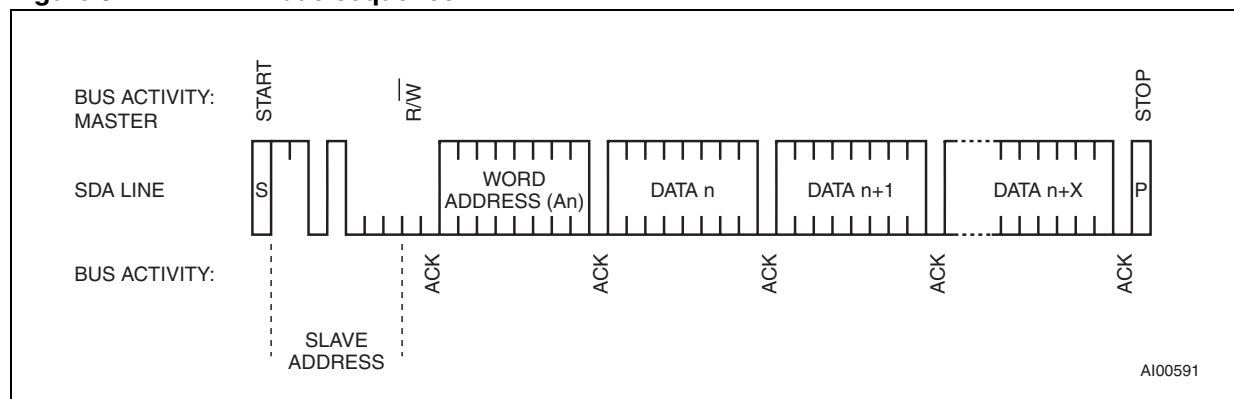 BUS ACTIVITY:
MASTER
START
R/W
STOP
SDA LINE
S
WORD
ADDRESS (An)
DATA n
DATA n+1
DATA n+X
P
BUS ACTIVITY:
ACK
ACK
ACK
ACK
ACK
SLAVE
ADDRESS
AI00591